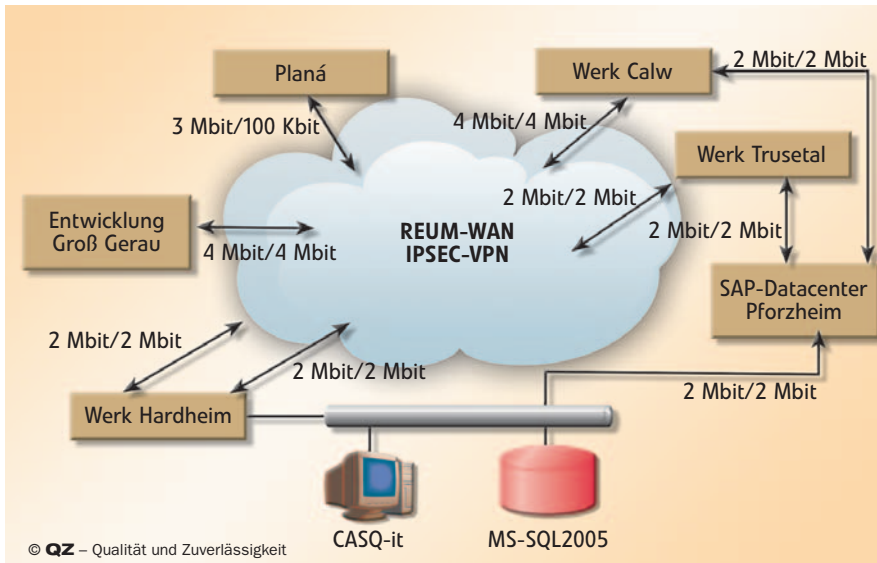 Planá
Werk Calw
2 Mbit/2 Mbit
3 Mbit/100 Kbit
4 Mbit/4 Mbit
Werk Trusetal
2 Mbit/2 Mbit
Entwicklung
Groß Gerau
4 Mbit/4 Mbit
REUM-WAN
IPSEC-VPN
2 Mbit/2 Mbit
SAP-Datacenter
Pforzheim
2 Mbit/2 Mbit
2 Mbit/2 Mbit
2 Mbit/2 Mbit
Werk Hardheim
CASQ-it
MS-SQL2005
© QZ – Qualität und Zuverlässigkeit